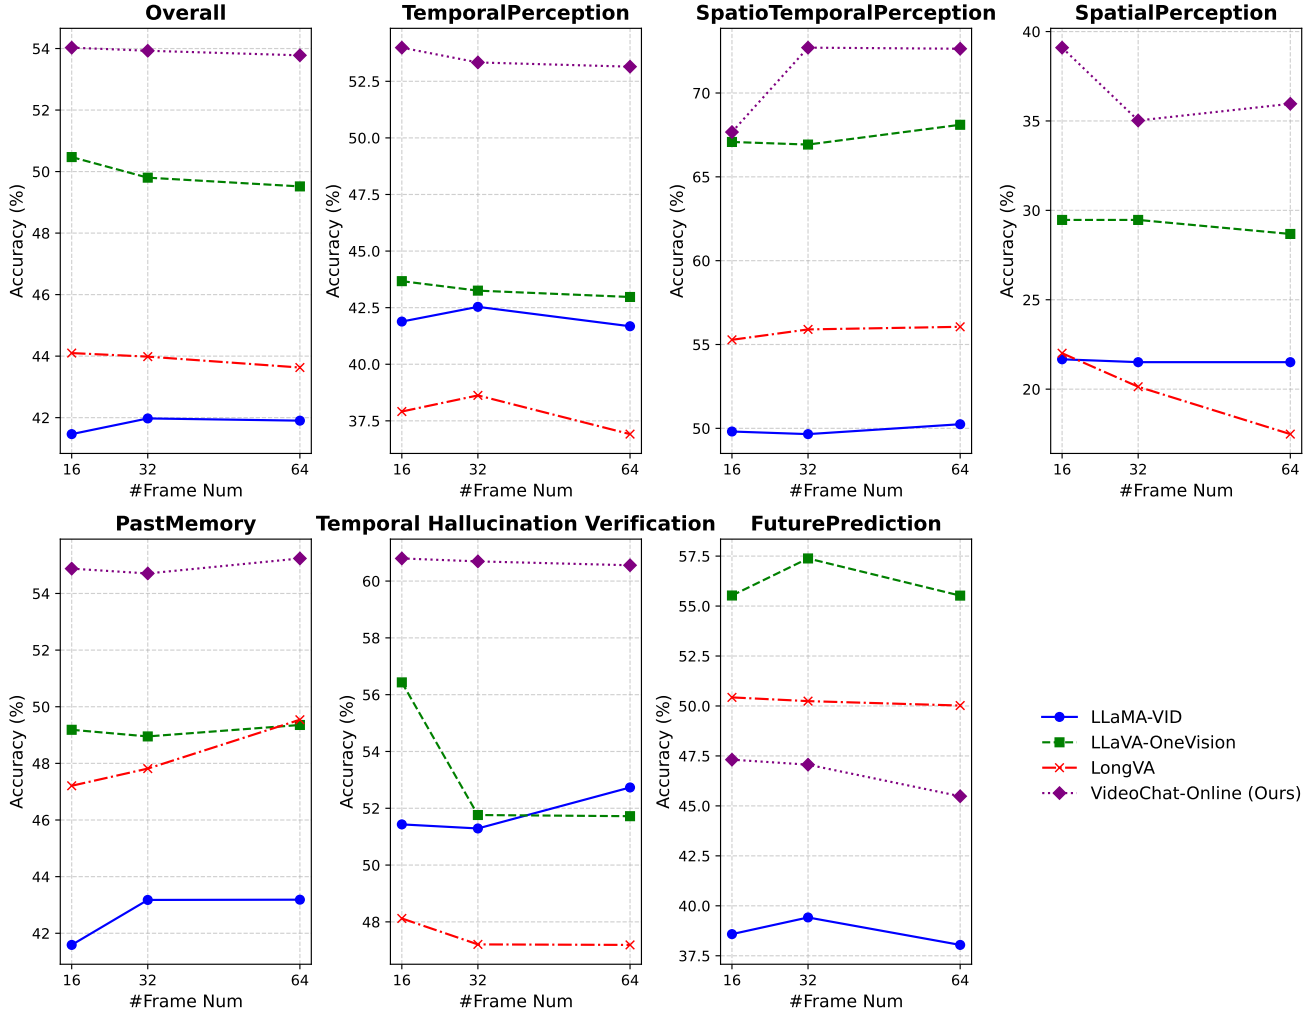 Overall
TemporalPerception
SpatioTemporalPerception
SpatialPerception
54
52
50
48
46
44
42
Accuracy (%)
16
32
64
#Frame Num
52.5
50.0
47.5
45.0
42.5
40.0
37.5
Accuracy (%)
16
32
64
#Frame Num
70
65
60
55
50
Accuracy (%)
16
32
64
#Frame Num
40
35
30
25
20
Accuracy (%)
16
32
64
#Frame Num
PastMemory
Temporal Hallucination Verification
FuturePrediction
54
52
50
48
46
44
42
Accuracy (%)
16
32
64
#Frame Num
60
58
56
54
52
50
48
Accuracy (%)
16
32
64
#Frame Num
57.5
55.0
52.5
50.0
47.5
45.0
42.5
40.0
37.5
Accuracy (%)
16
32
64
#Frame Num
LLaMA-VID
LLaVA-OneVision
LongVA
VideoChat-Online (Ours)